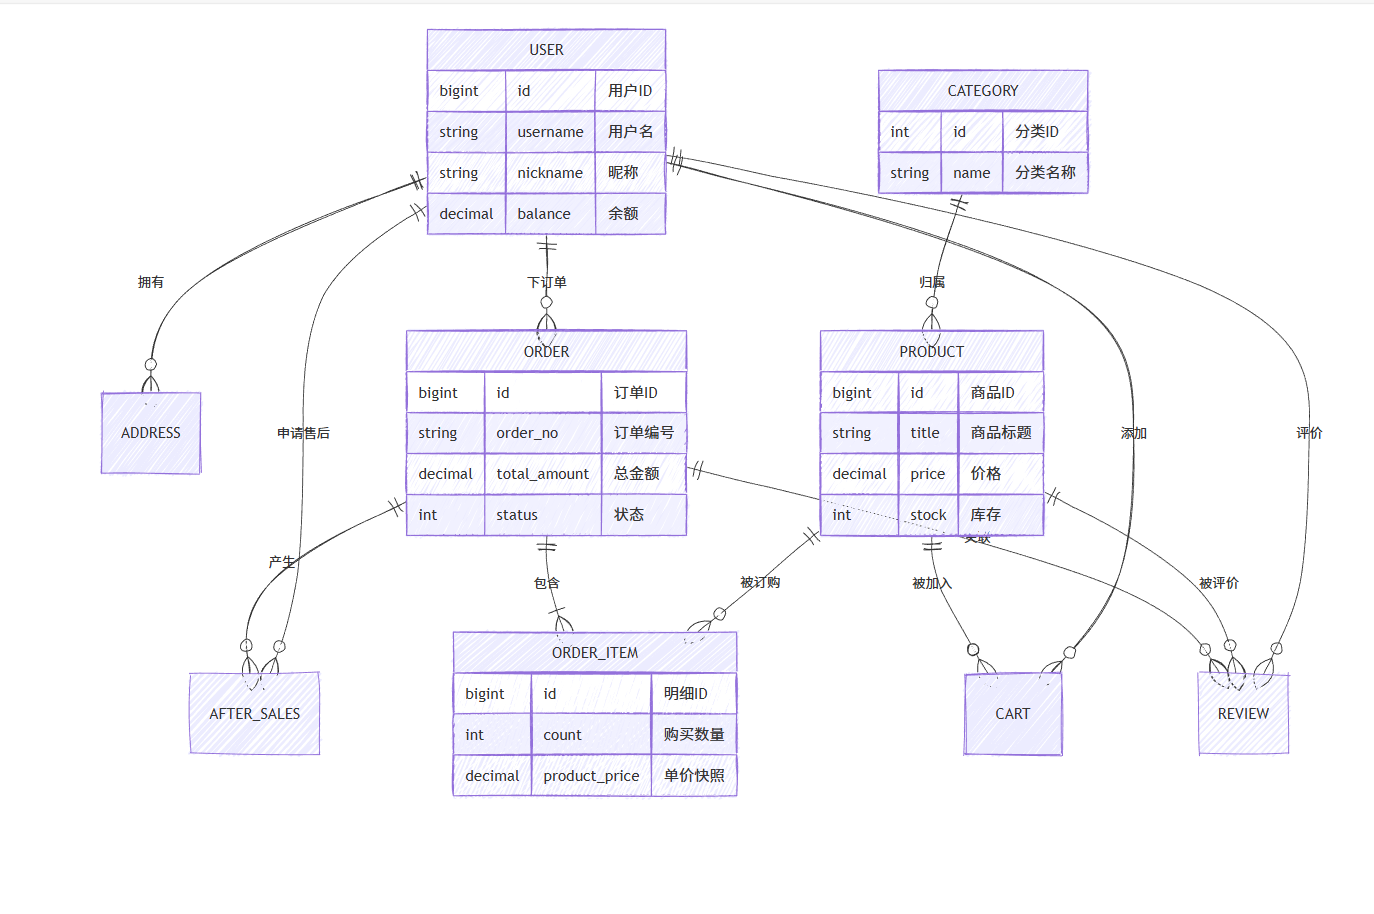 USER
bigint id 用户ID
string username 用户名
string nickname 昵称
decimal balance 余额
CATEGORY
int id 分类ID
string name 分类名称
拥有
下订单
归属
ORDER
bigint id 订单ID
string order_no 订单编号
decimal total_amount 总金额
int status 状态
PRODUCT
bigint id 商品ID
string title 商品标题
decimal price 价格
int stock 库存
ADDRESS
申请售后
添加
评价
产生
包含
被订购
被加入
被评价
ORDER_ITEM
bigint id 明细ID
int count 购买数量
decimal product_price 单价快照
AFTER_SALES
CART
REVIEW